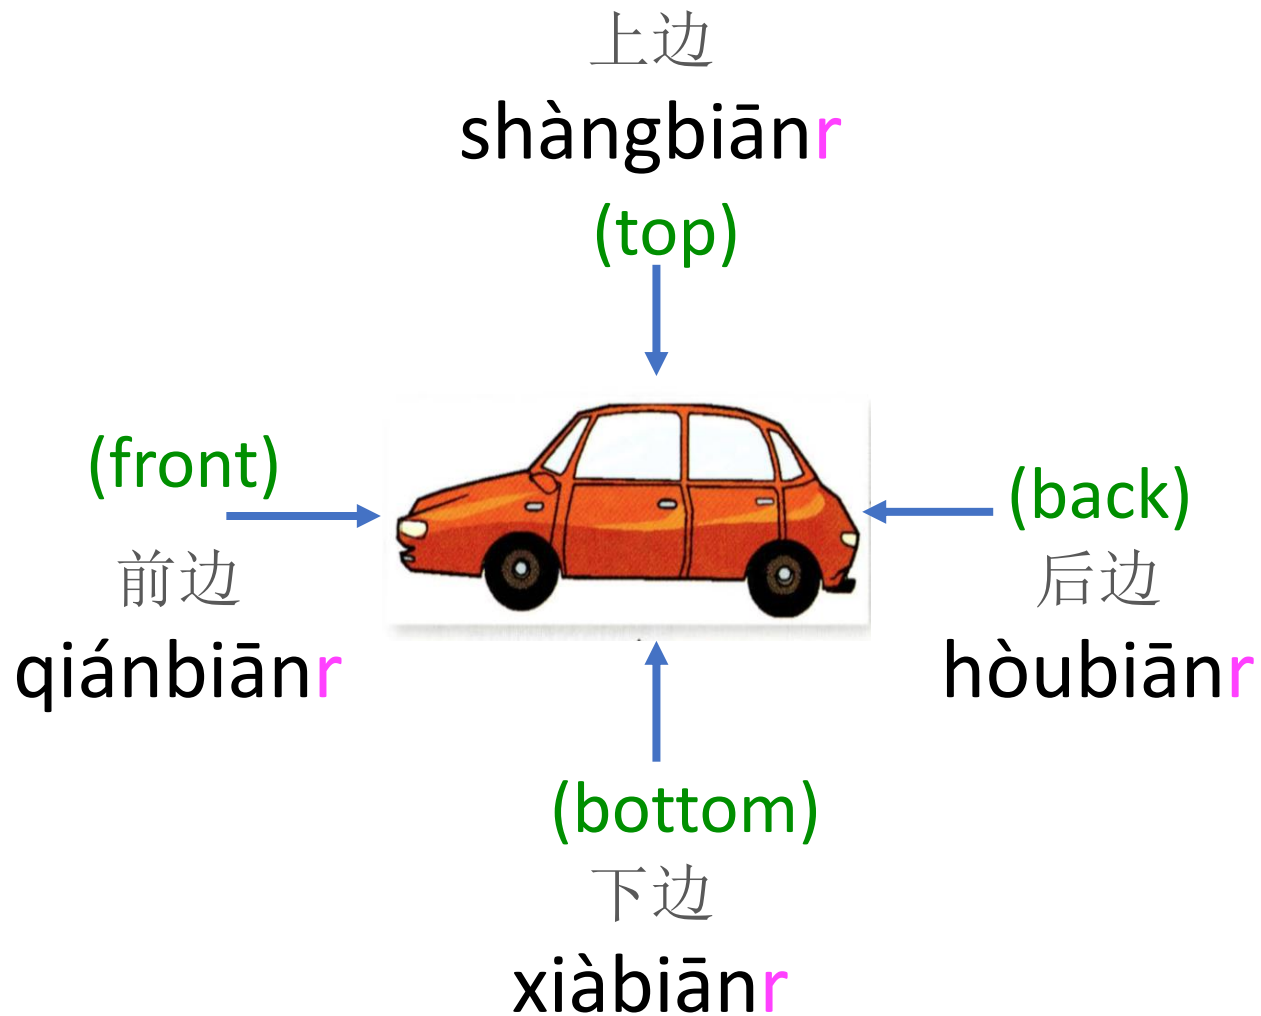 上边
shàngbiānr
(top)
(front)
前边
qiánbiānr
(back)
后边
hòubiānr
(bottom)
下边
xiàbiānr